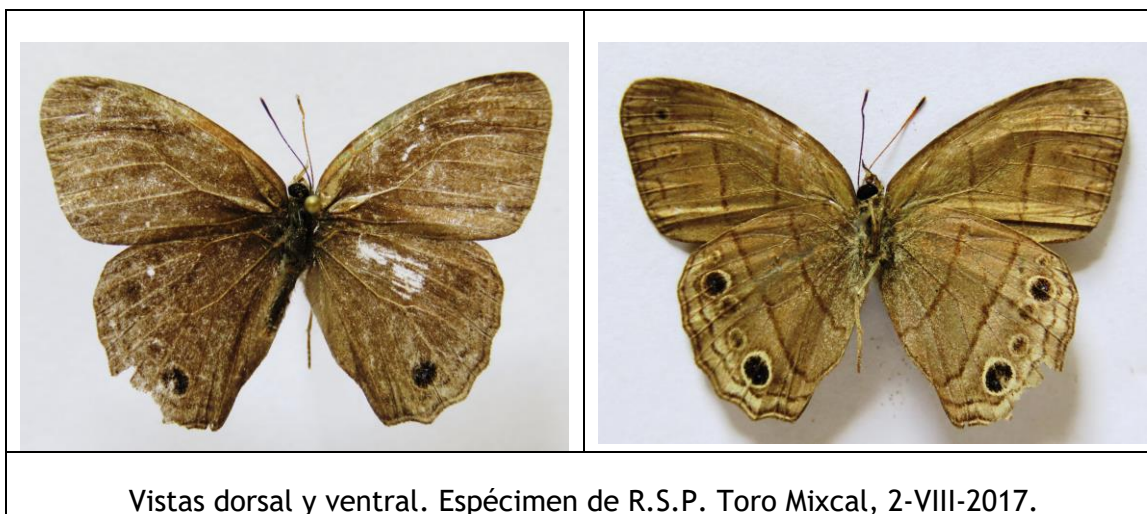 Vistas dorsal y ventral. Espécimen de R.S.P. Toro Mixcal, 2-VIII-2017.